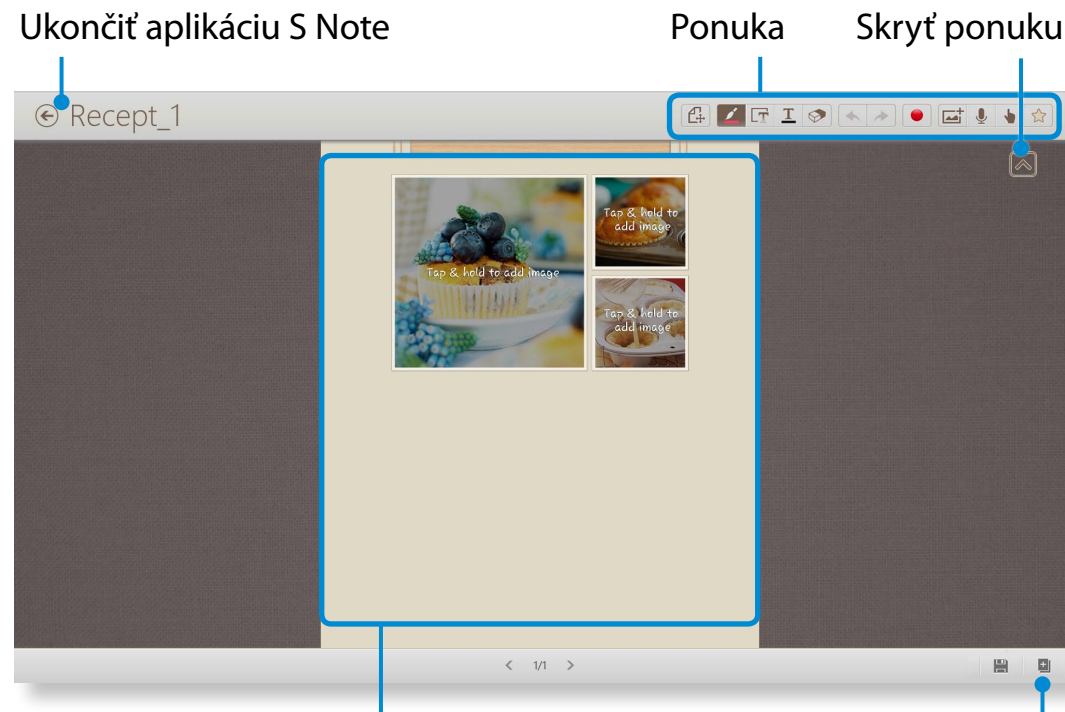 Ukončiť aplikáciu S Note
Ponuka
Skryť ponuku
Recept_1
Tap & hold to add image
Tap & hold to
add image
Tap & hold to
add image
1/1